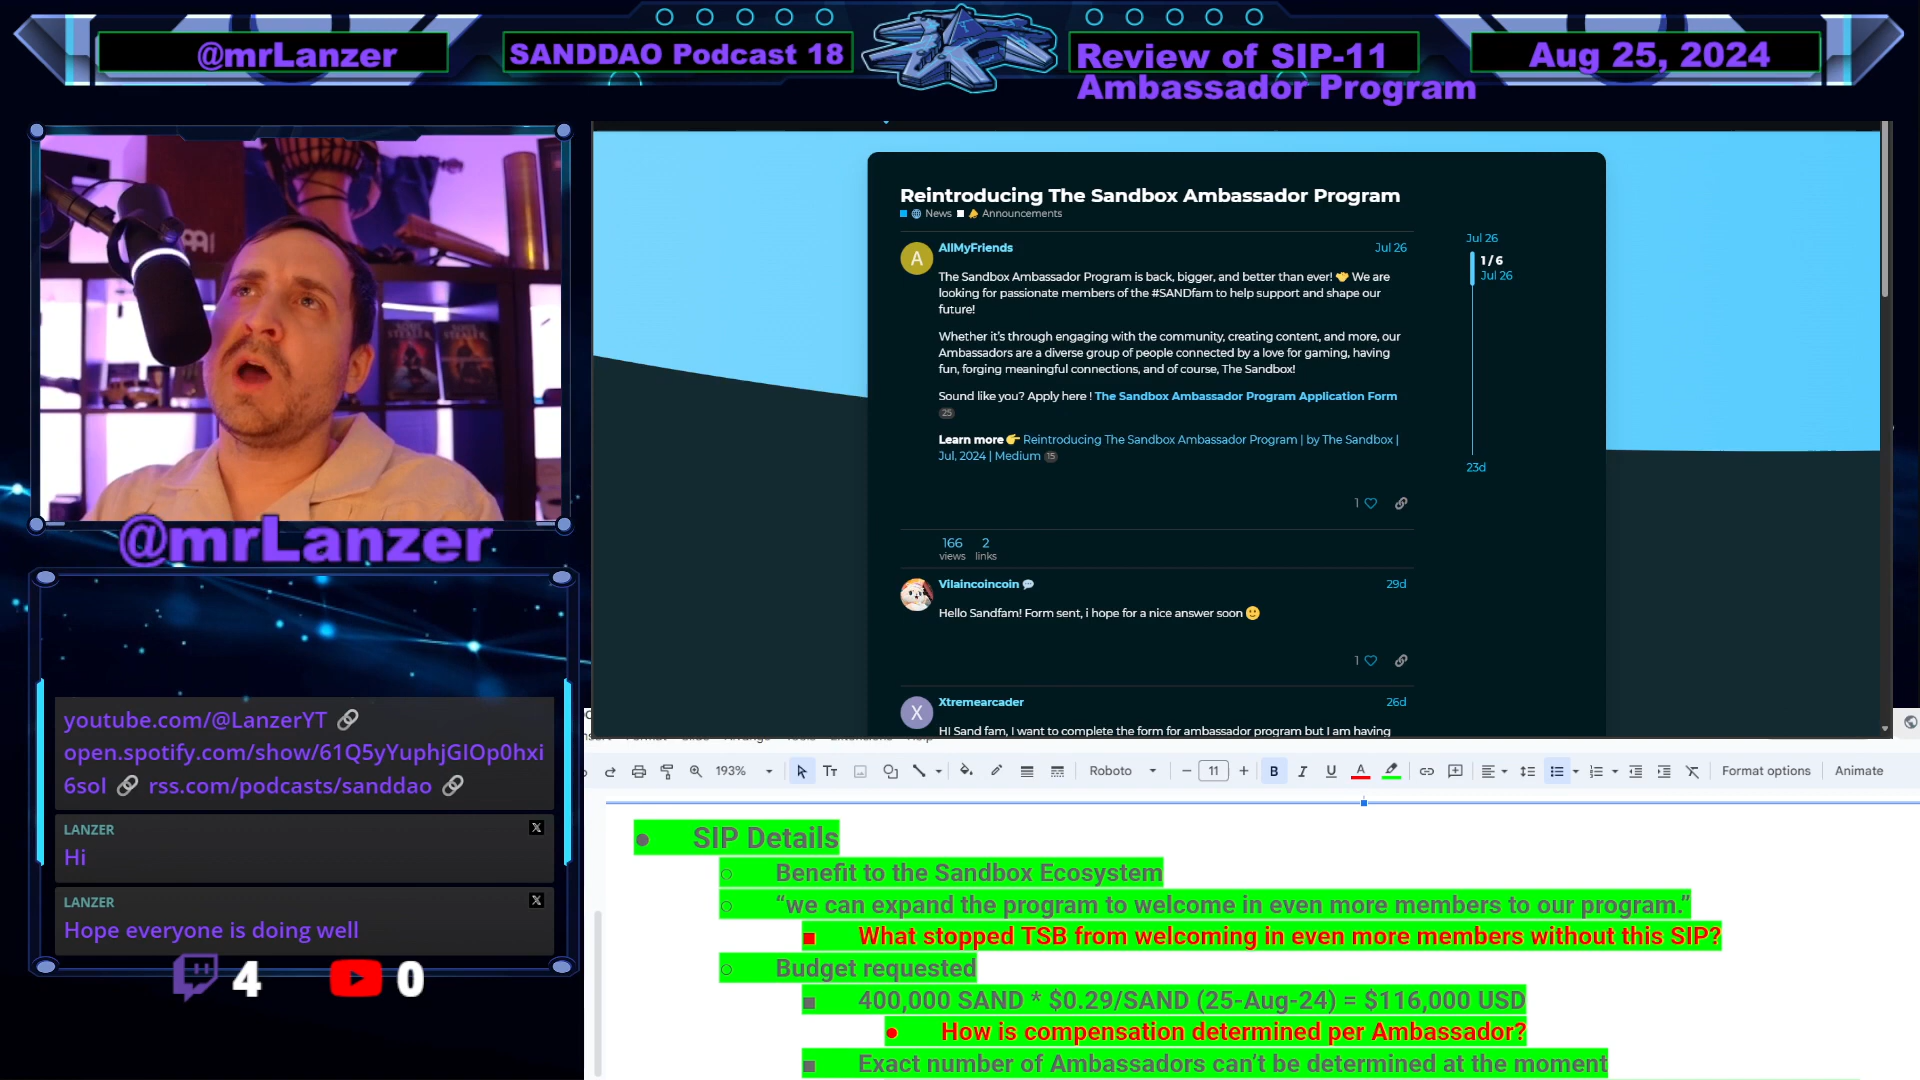 @mrLanzer
SANDDAO Podcast 18
Review of SIP-11
Ambassador Program
Aug 25, 2024
Reintroducing The Sandbox Ambassador Program
News Announcements
A
AllMyFriends
Jul 26
The Sandbox Ambassador Program is back, bigger, and better than ever! 👏 We are
looking for passionate members of the #SANDfam to help support and shape our
future!
Whether it's through engaging with the community, creating content, and more, our
Ambassadors are a diverse group of people connected by a love for gaming, having
fun, forging meaningful connections, and of course, The Sandbox!
Sound like you? Apply here ! The Sandbox Ambassador Program Application Form
25
Learn more 👉 Reintroducing The Sandbox Ambassador Program | by The Sandbox |
Jul, 2024 | Medium 15
1
166 2
views links
Vilaincoincoin 💬
29d
Hello Sandfam! Form sent, i hope for a nice answer soon 🙂
1
X
Xtremearcader
26d
HI Sand fam, I want to complete the form for ambassador program but I am having
Jul 26
1 / 6
Jul 26
23d
@mrLanzer
youtube.com/@LanzerYT 🔗
open.spotify.com/show/61Q5yYuphjGIOp0hxi
6sol 🔗 rss.com/podcasts/sanddao 🔗
LANZER
Hi
LANZER
Hope everyone is doing well
4 0
193% Tт Roboto − 11 + B I U A Format options Animate
● SIP Details
○ Benefit to the Sandbox Ecosystem
○ “we can expand the program to welcome in even more members to our program.”
■ What stopped TSB from welcoming in even more members without this SIP?
○ Budget requested
■ 400,000 SAND * $0.29/SAND (25-Aug-24) = $116,000 USD
● How is compensation determined per Ambassador?
■ Exact number of Ambassadors can’t be determined at the moment